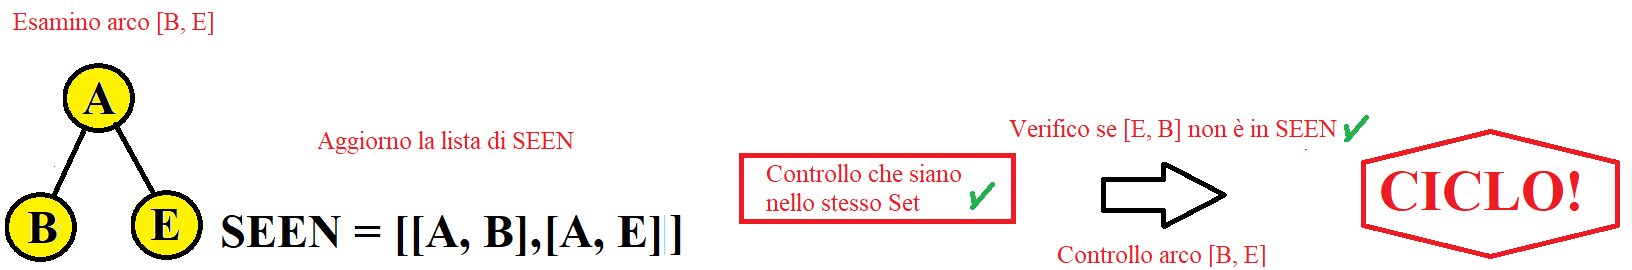 Esamino arco [B, E]
A
B
E
Aggiorno la lista di SEEN
SEEN = [[A, B],[A, E]]
Controllo che siano
nello stesso Set
Verifico se [E, B] non è in SEEN
Controllo arco [B, E]
CICLO!